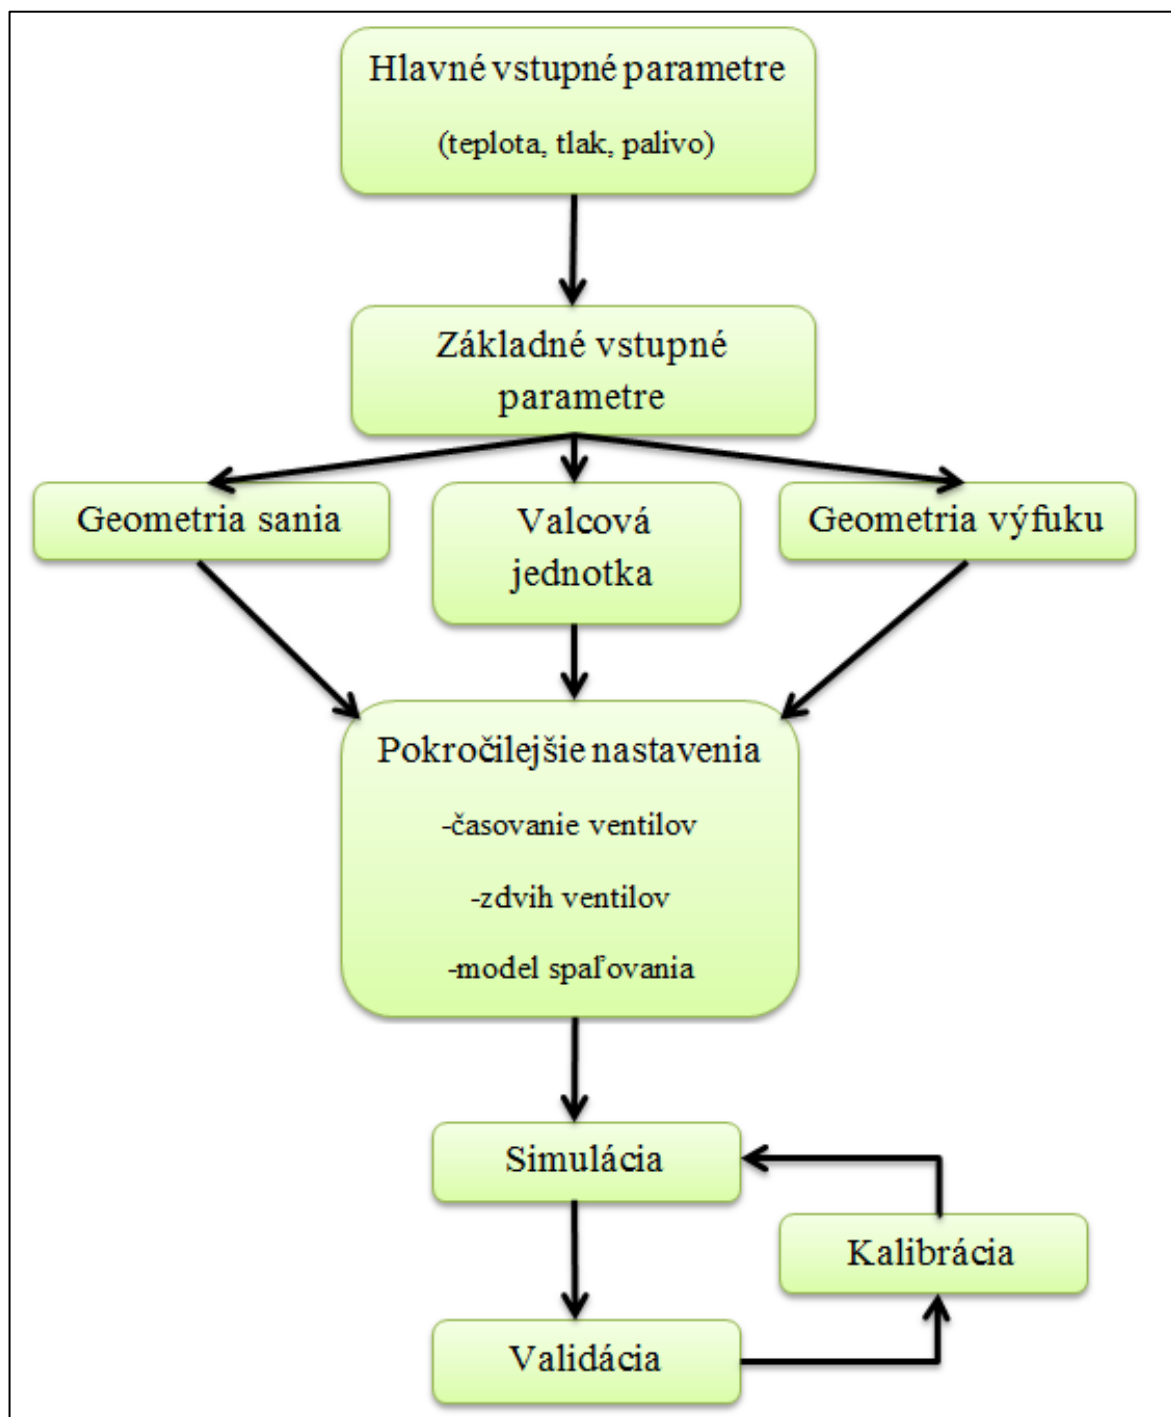 Hlavné vstupné parametre
(teplota, tlak, palivo)
Základné vstupné
parametre
Geometria sania
Valcová
jednotka
Geometria výfuku
Pokročilejšie nastavenia
-časovanie ventilov
-zdvih ventilov
-model spaľovania
Simulácia
Kalibrácia
Validácia